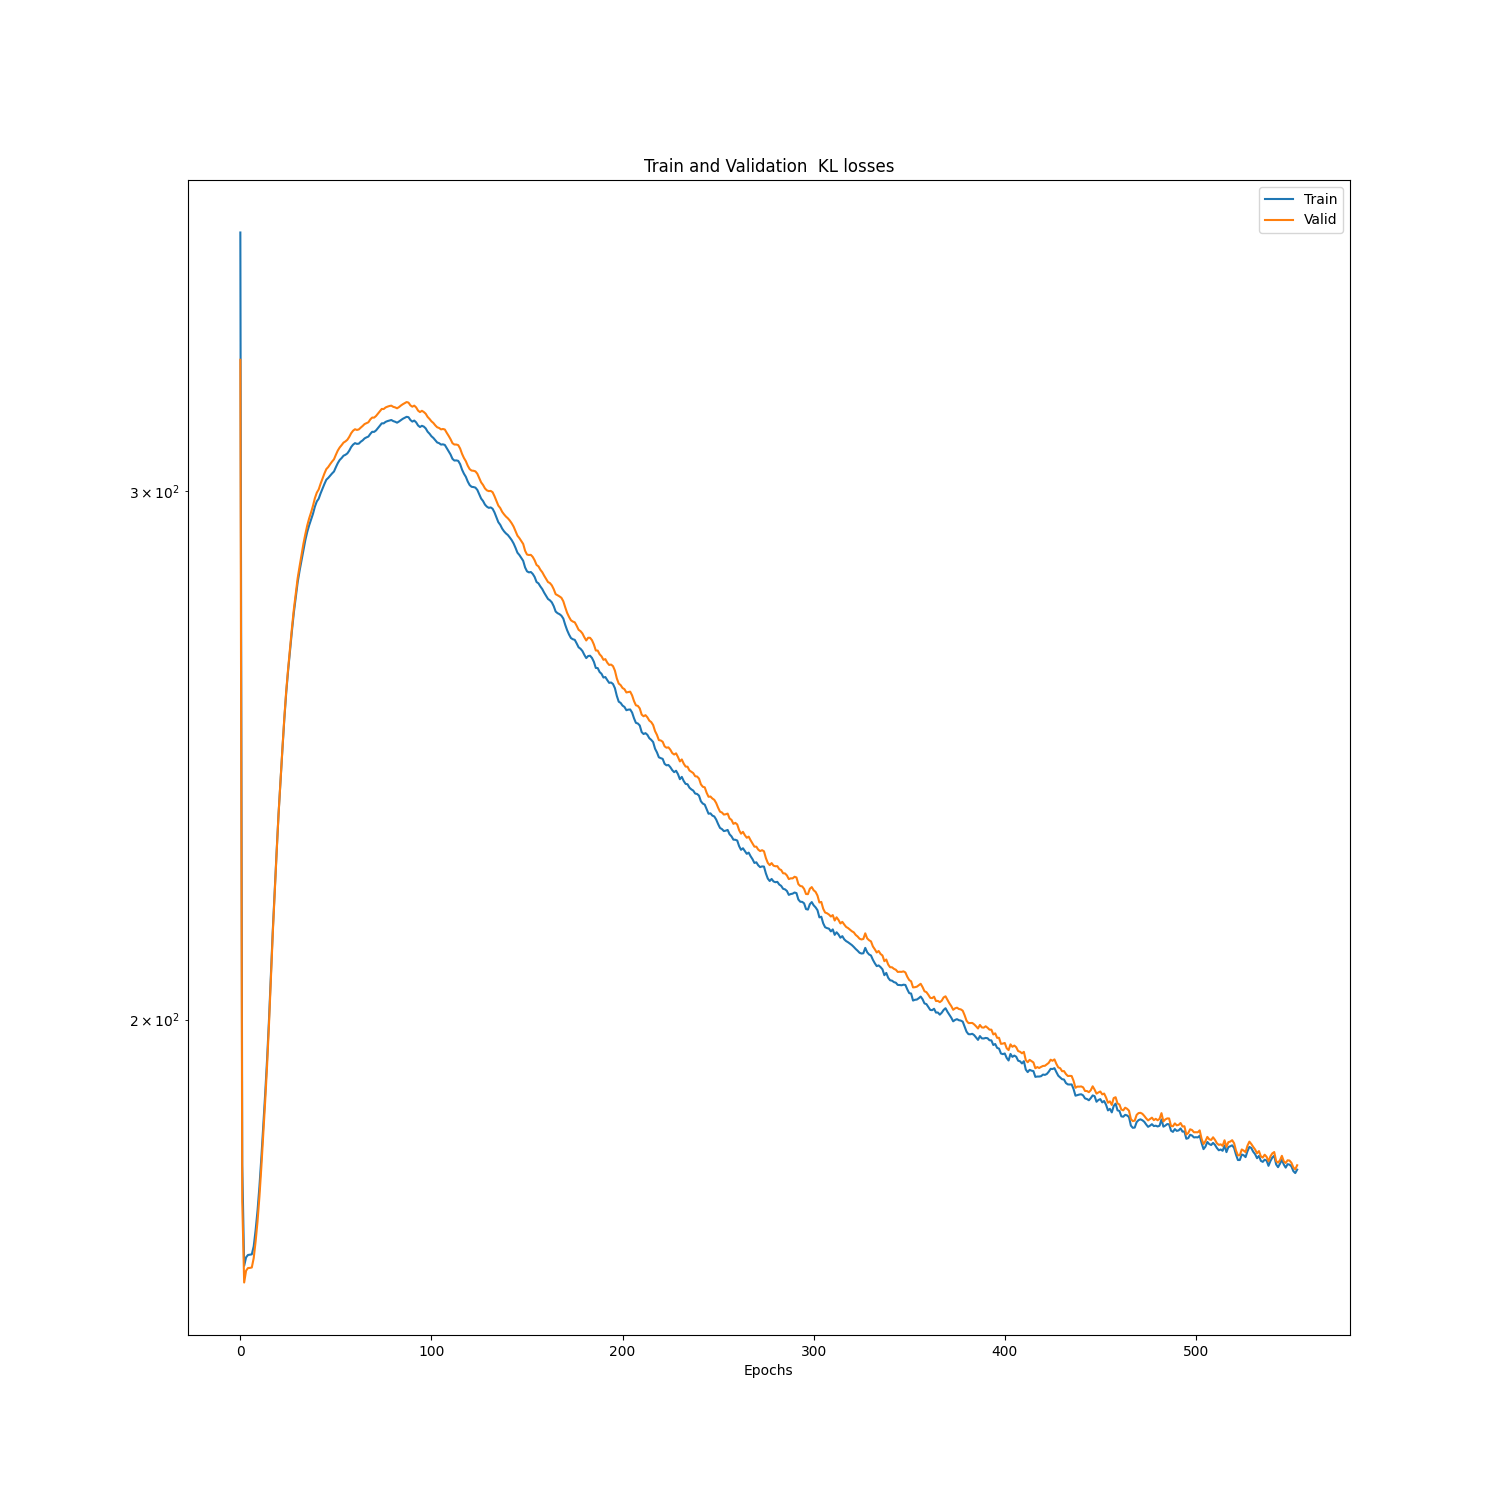 Train and Validation  KL losses
Train
Valid
3 × 10²
2 × 10²
0 100 200 300 400 500
Epochs